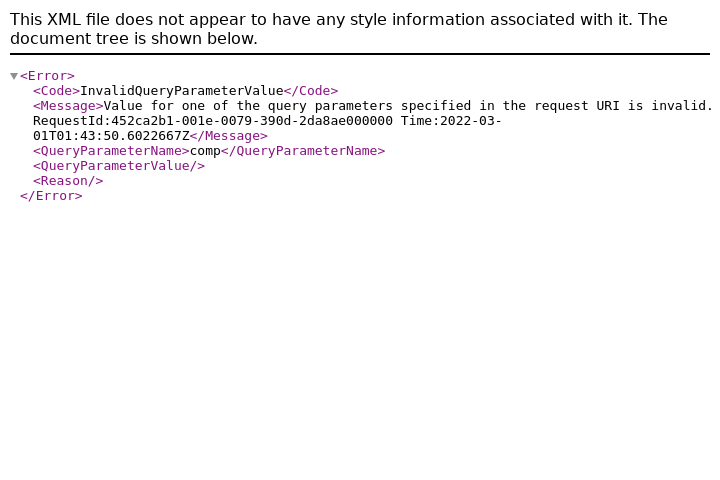 This XML file does not appear to have any style information associated with it. The
document tree is shown below.
<Error>
<Code>InvalidQueryParameterValue</Code>
<Message>Value for one of the query parameters specified in the request URI is invalid.
RequestId:452ca2b1-001e-0079-390d-2da8ae000000 Time:2022-03-
01T01:43:50.6022667Z</Message>
<QueryParameterName>comp</QueryParameterName>
<QueryParameterValue/>
<Reason/>
</Error>